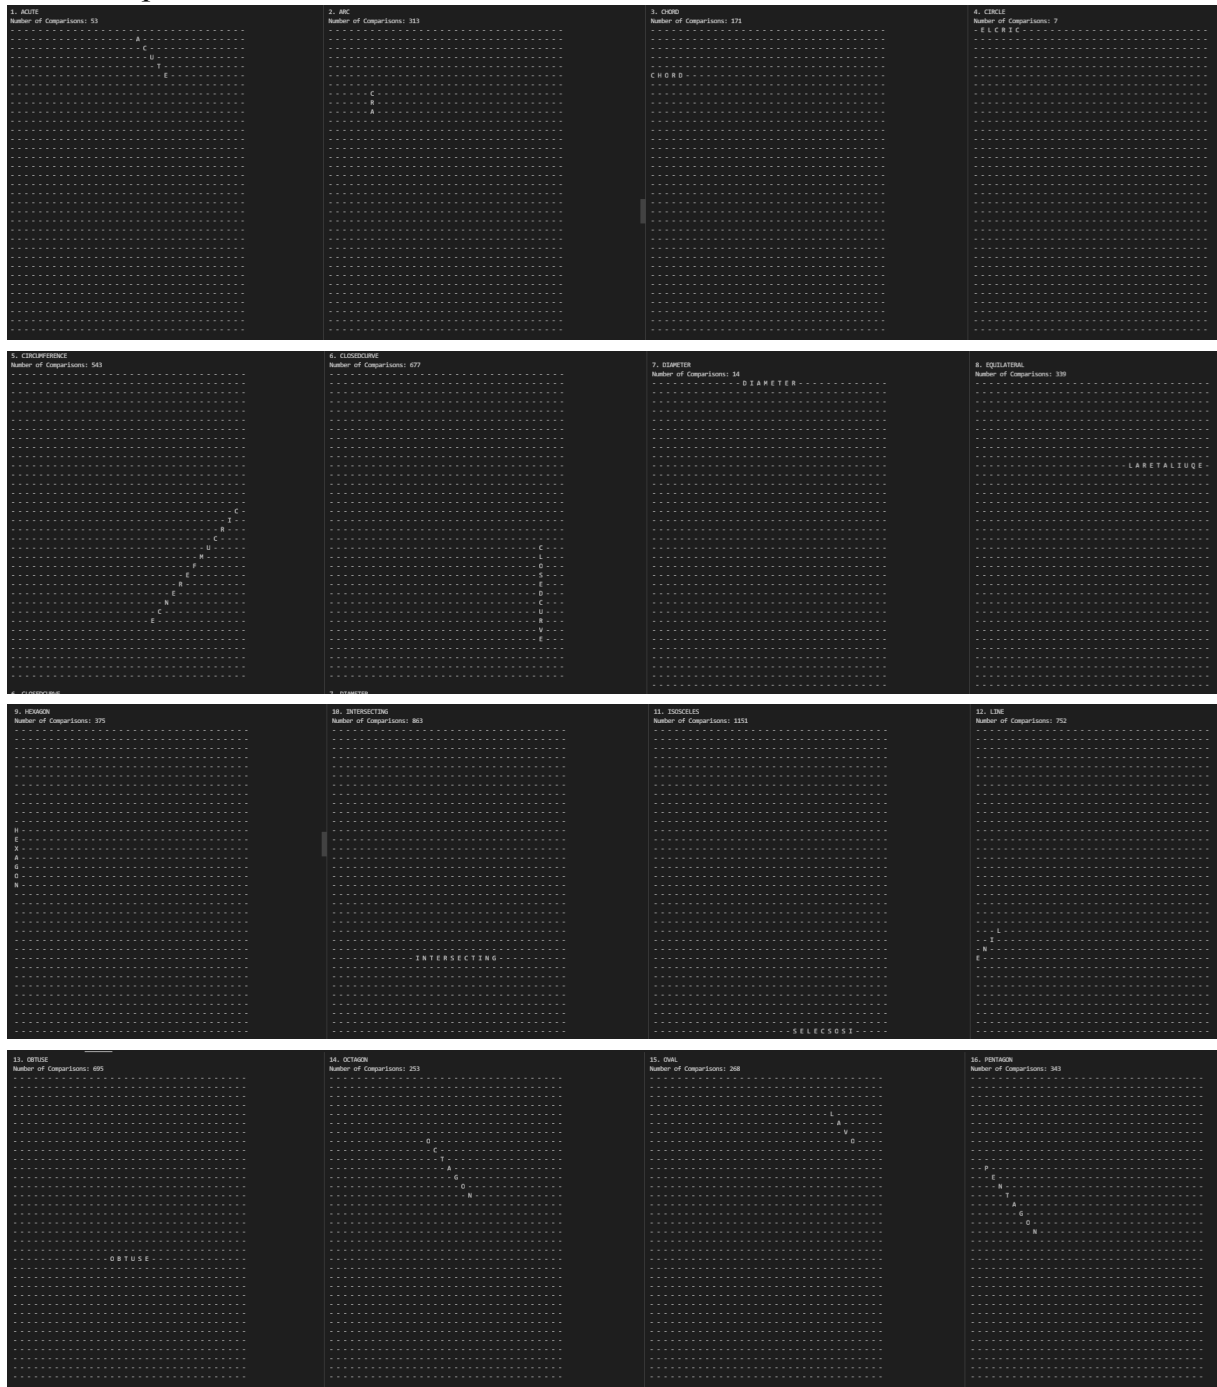 1. ACUTE
Number of Comparisons: 53
A
C
U
T
E
2. ARC
Number of Comparisons: 313
C
R
A
3. CHORD
Number of Comparisons: 171
C H O R D
4. CIRCLE
Number of Comparisons: 7
E L C R I C
5. CIRCUMFERENCE
Number of Comparisons: 543
C
I
R
C
U
M
F
E
R
E
N
C
E
6. CLOSEDCURVE
Number of Comparisons: 677
C
L
O
S
E
D
C
U
R
V
E
7. DIAMETER
Number of Comparisons: 14
D I A M E T E R
8. EQUILATERAL
Number of Comparisons: 339
L A R E T A L I U Q E
6. CLOSEDCURVE
7. DIAMETER
9. HEXAGON
Number of Comparisons: 375
H
E
X
A
G
O
N
10. INTERSECTING
Number of Comparisons: 863
I N T E R S E C T I N G
11. ISOSCELES
Number of Comparisons: 1151
S E L E C S O S I
12. LINE
Number of Comparisons: 752
L
I
N
E
13. OBTUSE
Number of Comparisons: 695
O B T U S E
14. OCTAGON
Number of Comparisons: 253
O
C
T
A
G
O
N
15. OVAL
Number of Comparisons: 268
L
A
V
O
16. PENTAGON
Number of Comparisons: 343
P
E
N
T
A
G
O
N